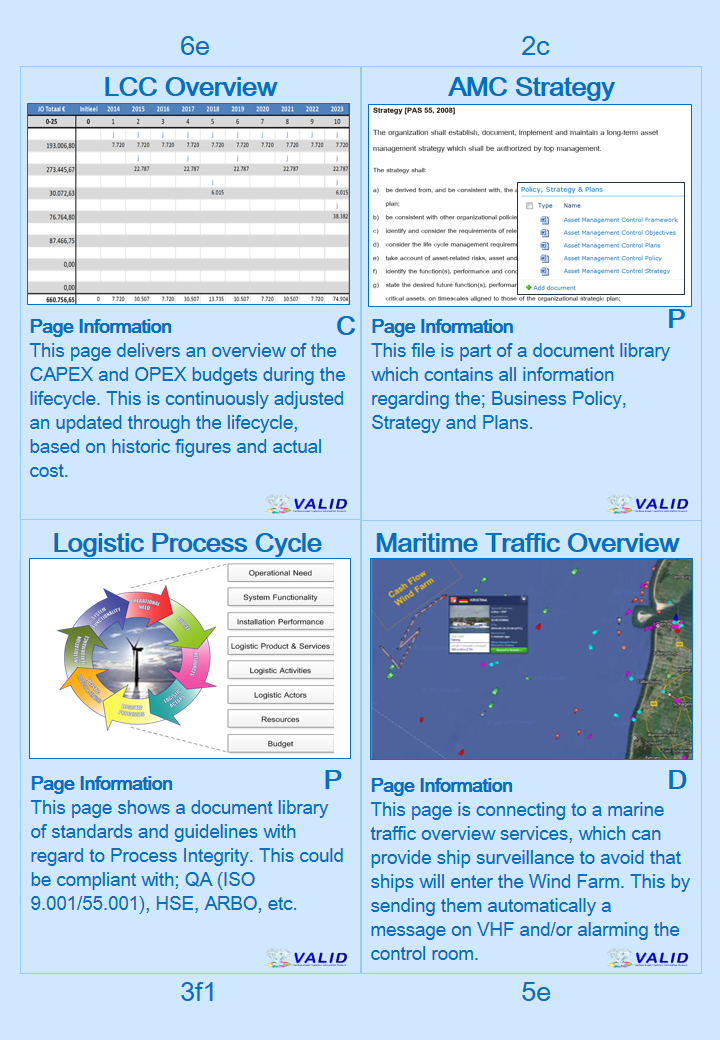 6e
2c
LCC Overview
JO Totaal € Initieel 2014 2015 2016 2017 2018 2019 2020 2021 2022 2023
0-25 0 1 2 3 4 5 6 7 8 9 10
j j j j j j j j j j
193.006,80 7.720 7.720 7.720 7.720 7.720 7.720 7.720 7.720 7.720 7.720
j j j j j
273.445,67 22.787 22.787 22.787 22.787 22.787
j j
30.072,63 6.015 6.015
j
76.764,80 38.382
87.466,75
0,00
0,00
660.756,65 0 7.720 30.507 7.720 30.507 13.735 30.507 7.720 30.507 7.720 74.904
Page Information C
This page delivers an overview of the
CAPEX and OPEX budgets during the
lifecycle. This is continuously adjusted
an updated through the lifecycle,
based on historic figures and actual
cost.
VALID
AMC Strategy
Strategy [PAS 55, 2008]
The organization shall establish, document, implement and maintain a long-term asset
management strategy which shall be authorized by top management.
The strategy shall:
a) be derived from, and be consistent with, the
plan;
b) be consistent with other organizational policie
c) identify and consider the requirements of rele
d) consider the life cycle management requirem
e) take account of asset-related risks, asset and
f) identify the function(s), performance and conc
g) state the desired future function(s), performar
critical assets, on timescales aligned to those of the organizational strategic plan;
Policy, Strategy & Plans
Type Name
Asset Management Control Framework
Asset Management Control Objectives
Asset Management Control Plans
Asset Management Control Policy
Asset Management Control Strategy
Add document
Page Information P
This file is part of a document library
which contains all information
regarding the; Business Policy,
Strategy and Plans.
VALID
Logistic Process Cycle
OPERATIONAL NEED
SYSTEM FUNCTIONALITY
Operational Need
System Functionality
Installation Performance
Logistic Product & Services
Logistic Activities
Logistic Actors
Resources
Budget
Page Information P
This page shows a document library
of standards and guidelines with
regard to Process Integrity. This could
be compliant with; QA (ISO
9.001/55.001), HSE, ARBO, etc.
VALID
Maritime Traffic Overview
Cash Flow
Wind Farm
Page Information D
This page is connecting to a marine
traffic overview services, which can
provide ship surveillance to avoid that
ships will enter the Wind Farm. This by
sending them automatically a
message on VHF and/or alarming the
control room.
VALID
3f1
5e